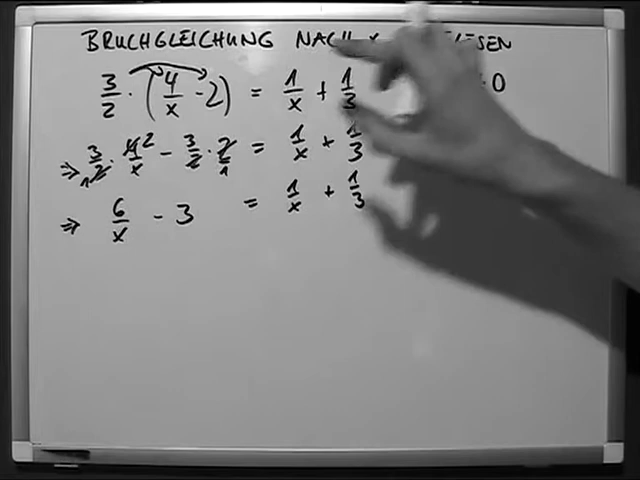 BRUCHGLEICHUNG NACH x
3/2 · (4/x - 2) = 1/x + 1/3
⇒ 3/2 · 4/x - 3/2 · 2/1 = 1/x + 1/3
⇒ 6/x - 3 = 1/x + 1/3